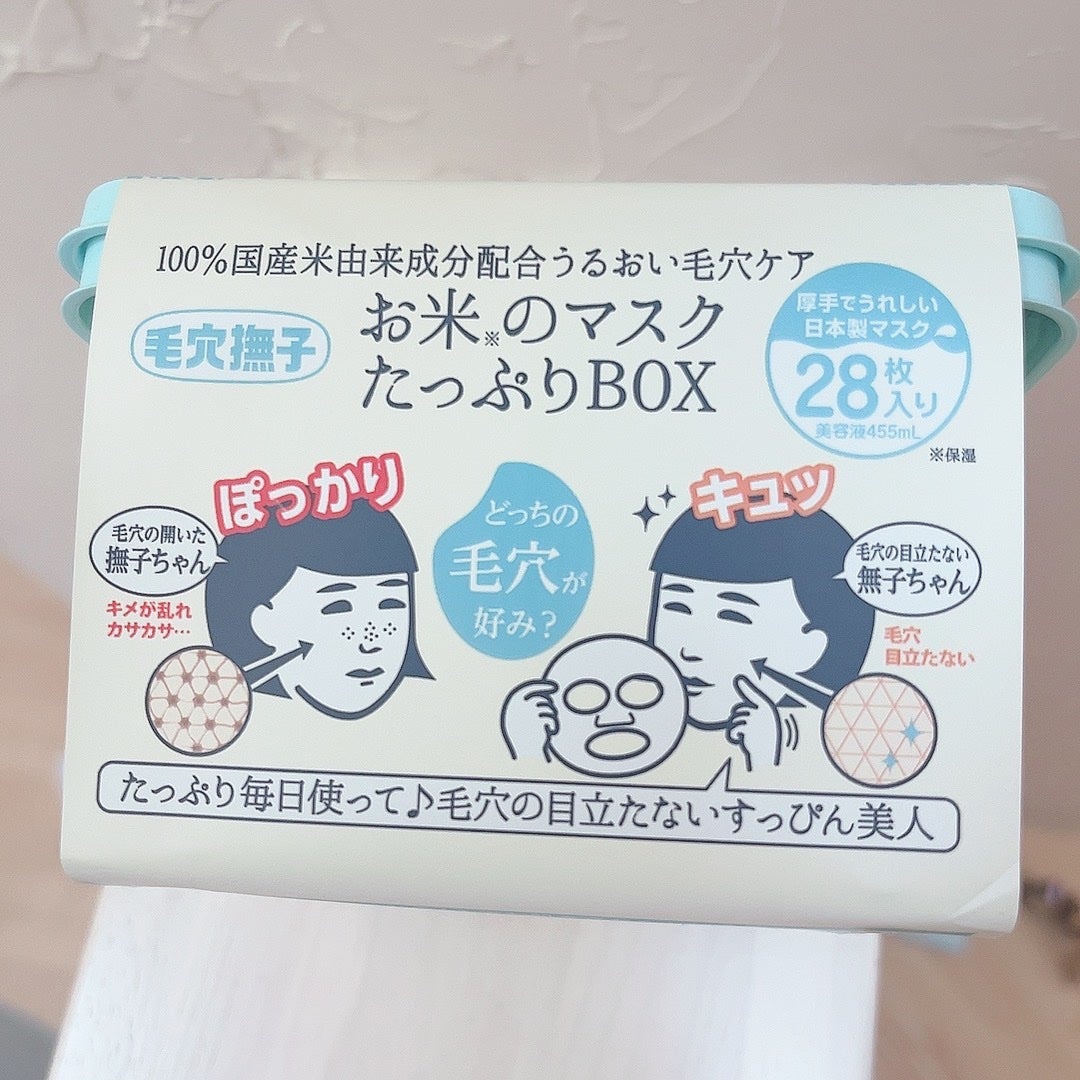 100%国産米由来成分配合うるおい毛穴ケア
毛穴撫子
お米※のマスク
たっぷりBOX
厚手でうれしい
日本製マスク
28枚入り
美容液455mL
※保湿
ぽっかり
毛穴の開いた
撫子ちゃん
キメが乱れ
カサカサ…
どっちの
毛穴が
好み?
キュッ
毛穴の目立たない
無子ちゃん
毛穴
目立たない
たっぷり毎日使って♪毛穴の目立たないすっぴん美人